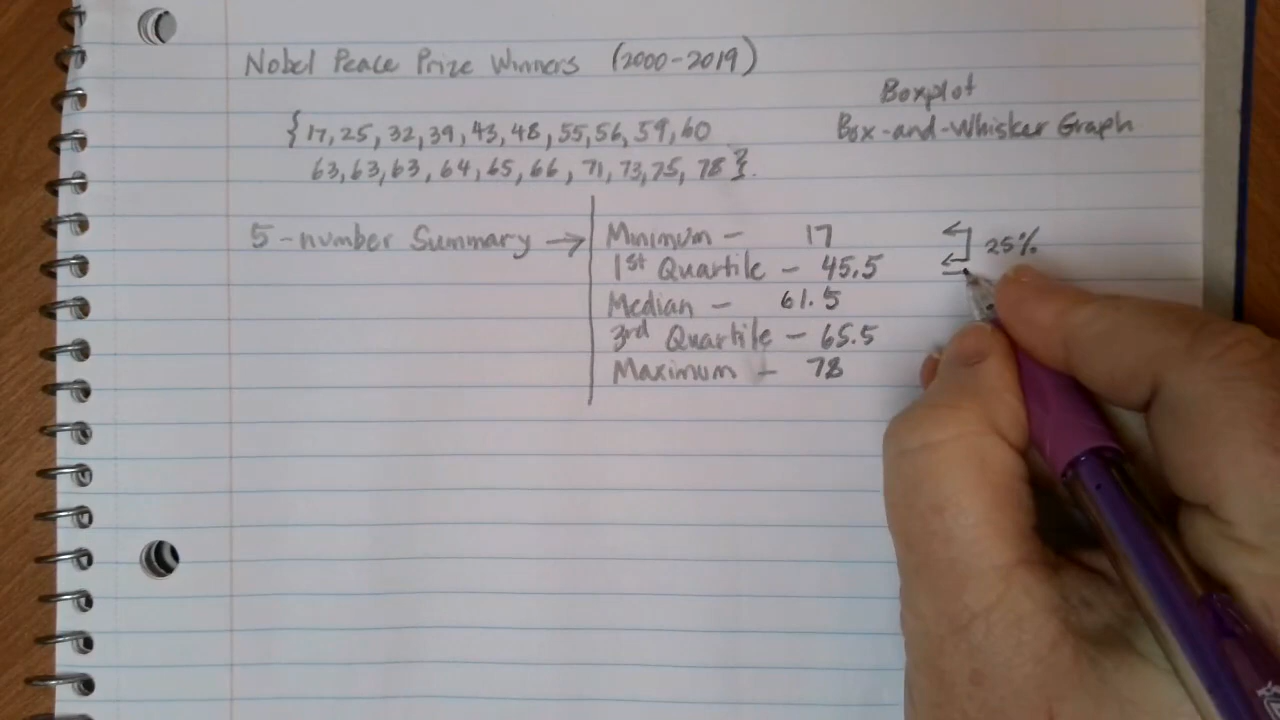 Nobel Peace Prize Winners (2000-2019)
Boxplot
Box-and-Whisker Graph
{17, 25, 32, 39, 43, 48, 55, 56, 59, 60
63, 63, 63, 64, 65, 66, 71, 73, 75, 78}.
5-number Summary → Minimum - 17
1st Quartile - 45.5
25%
Median - 61.5
3rd Quartile - 65.5
Maximum - 78